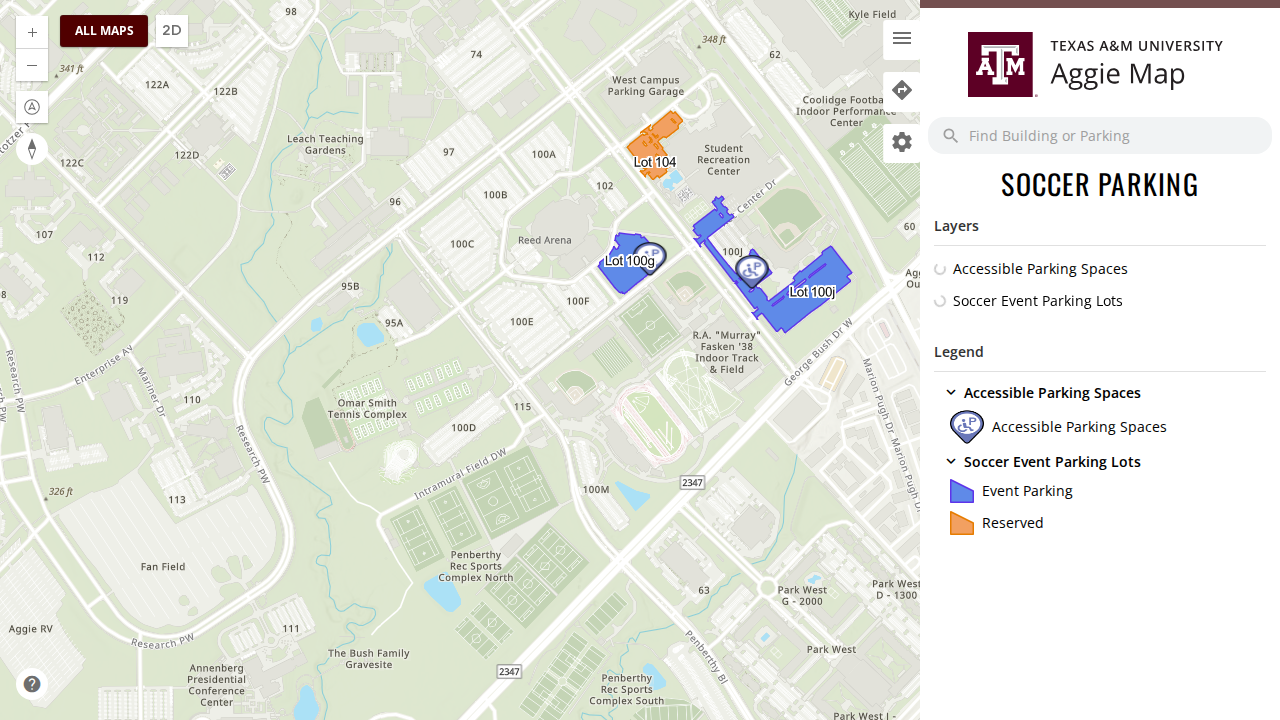 98
Kyle Field
ALL MAPS
2D
348 ft
74
62
341 ft
122A
122B
West Campus
Parking Garage
Coolidge Footba
Indoor Performance
Center
Leach Teaching
Gardens
122C
122D
97
100A
Student
Recreation
Center
Lot 104
102
Center Dr
96
100B
60
107
112
100C
Reed Arena
100J
Lot 100g
Lot 100j
119
95B
100F
95A
100E
R.A. "Murray"
Fasken '38
Indoor Track
& Field
George Bush Dr W
Enterprise Av
Research PW
Mariner Dr
110
Omar Smith
Tennis Complex
115
100D
Marion Pugh Dr
Marion Pugh D
Research PW
Intramural Field DW
2347
100M
326 ft
113
Fan Field
Penberthy
Rec Sports
Complex North
63
Park West
G - 2000
Park West
D - 1300
Aggie RV
111
Research PW
The Bush Family
Gravesite
Penberthy Bl
Park West
Annenberg
Presidential
Conference
Center
2347
Penberthy
Rec Sports
Complex South
Park West I -
TEXAS A&M UNIVERSITY
Aggie Map
Find Building or Parking
SOCCER PARKING
Layers
Accessible Parking Spaces
Soccer Event Parking Lots
Legend
Accessible Parking Spaces
Accessible Parking Spaces
Soccer Event Parking Lots
Event Parking
Reserved